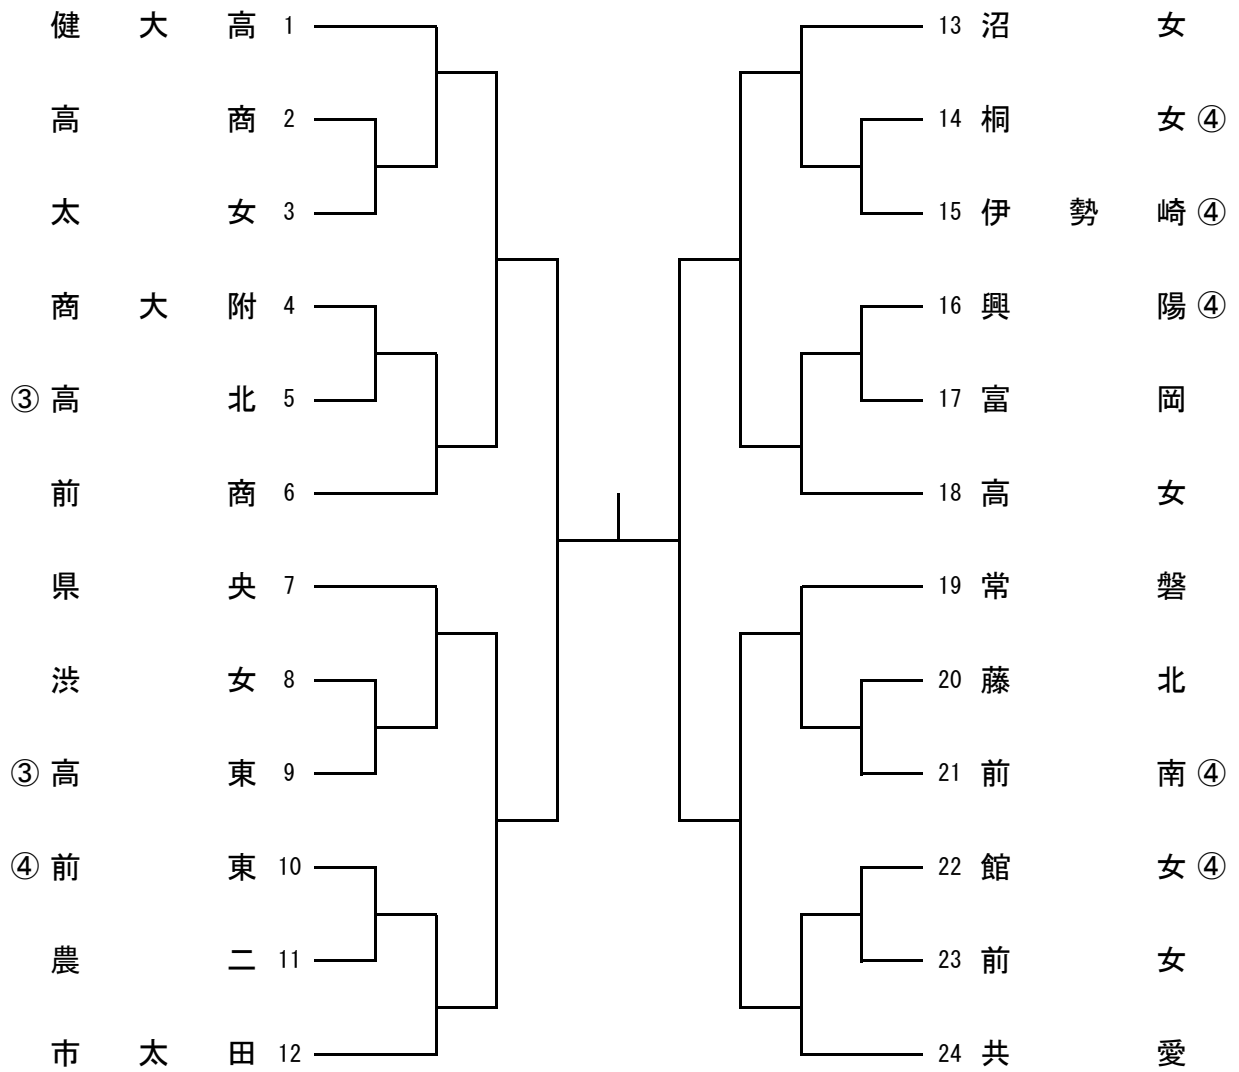 健大高 1
高商 2
太女 3
商大附 4
③ 高北 5
前商 6
県央 7
渋女 8
③ 高東 9
④ 前東 10
農二 11
市太田 12
13 沼女
14 桐女 ④
15 伊勢崎 ④
16 興陽 ④
17 富岡
18 高女
19 常磐
20 藤北
21 前南 ④
22 館女 ④
23 前女
24 共愛